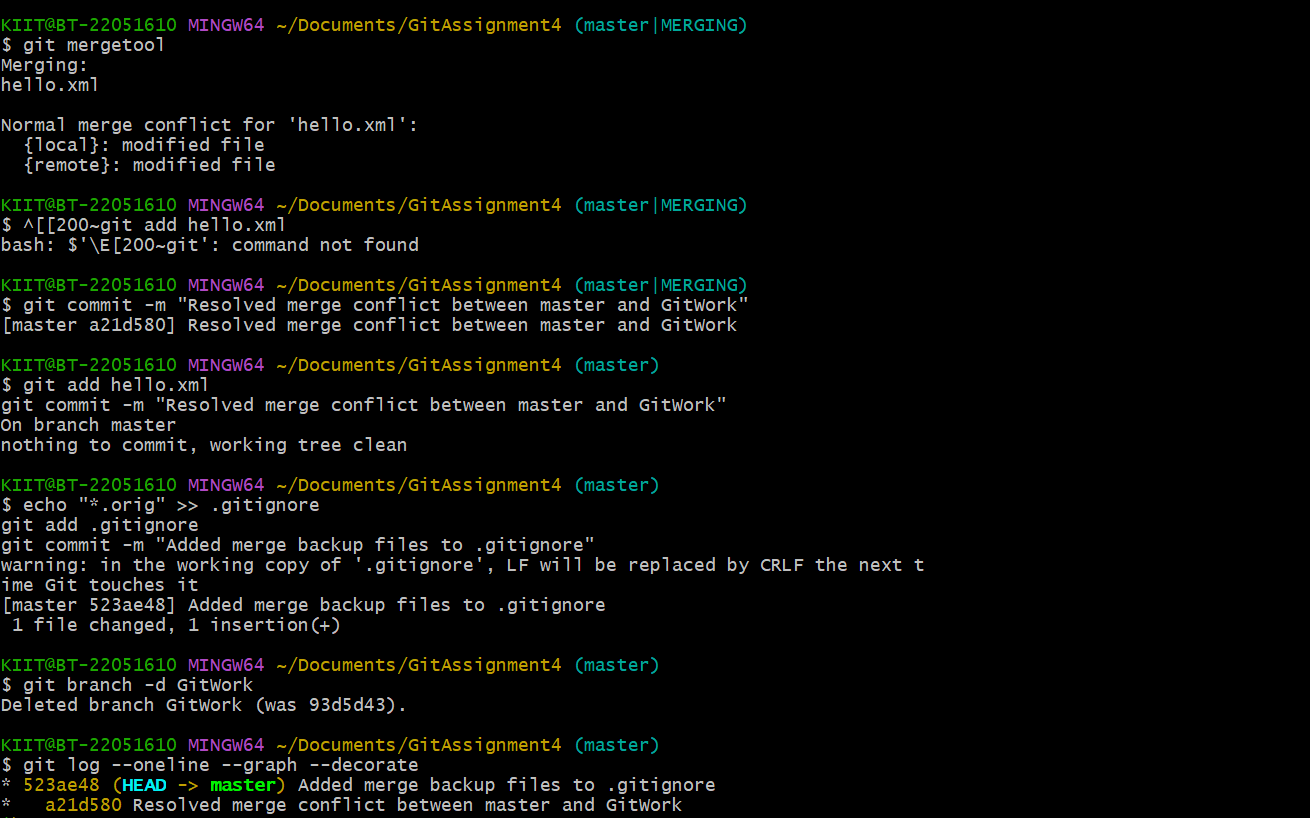 KIIT@BT-22051610 MINGW64 ~/Documents/GitAssignment4 (master|MERGING)
$ git mergetool
Merging:
hello.xml
Normal merge conflict for 'hello.xml':
  {local}: modified file
  {remote}: modified file
KIIT@BT-22051610 MINGW64 ~/Documents/GitAssignment4 (master|MERGING)
$ ^[[200~git add hello.xml
bash: $'\E[200~git': command not found
KIIT@BT-22051610 MINGW64 ~/Documents/GitAssignment4 (master|MERGING)
$ git commit -m "Resolved merge conflict between master and GitWork"
[master a21d580] Resolved merge conflict between master and GitWork
KIIT@BT-22051610 MINGW64 ~/Documents/GitAssignment4 (master)
$ git add hello.xml
git commit -m "Resolved merge conflict between master and GitWork"
On branch master
nothing to commit, working tree clean
KIIT@BT-22051610 MINGW64 ~/Documents/GitAssignment4 (master)
$ echo "*.orig" >> .gitignore
git add .gitignore
git commit -m "Added merge backup files to .gitignore"
warning: in the working copy of '.gitignore', LF will be replaced by CRLF the next t
ime Git touches it
[master 523ae48] Added merge backup files to .gitignore
 1 file changed, 1 insertion(+)
KIIT@BT-22051610 MINGW64 ~/Documents/GitAssignment4 (master)
$ git branch -d GitWork
Deleted branch GitWork (was 93d5d43).
KIIT@BT-22051610 MINGW64 ~/Documents/GitAssignment4 (master)
$ git log --oneline --graph --decorate
* 523ae48 (HEAD -> master) Added merge backup files to .gitignore
*   a21d580 Resolved merge conflict between master and GitWork